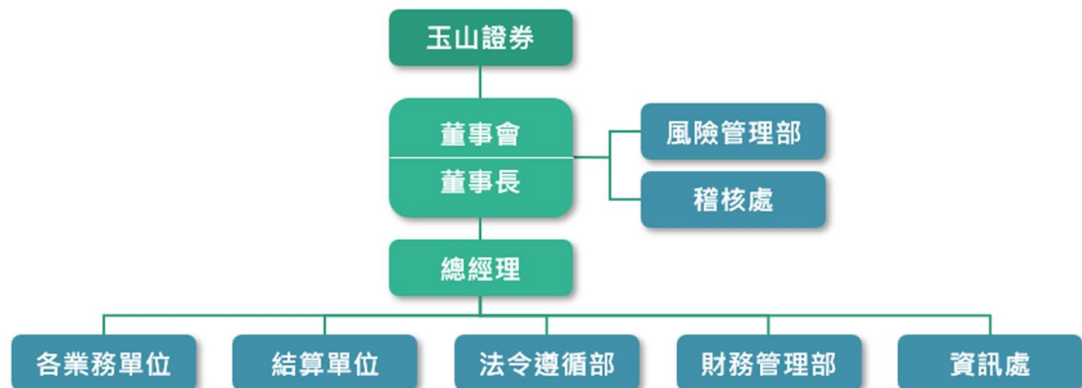 玉山證券
董事會
董事長
風險管理部
稽核處
總經理
各業務單位
結算單位
法令遵循部
財務管理部
資訊處